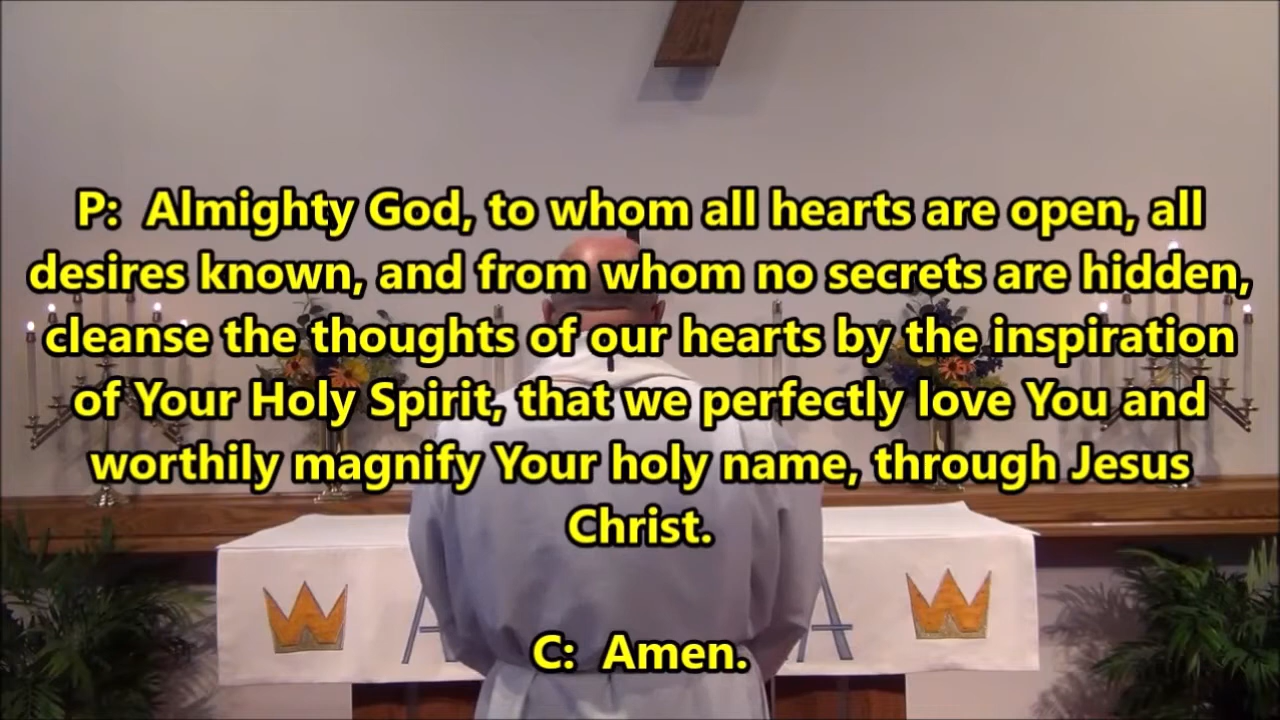 P: Almighty God, to whom all hearts are open, all
desires known, and from whom no secrets are hidden,
cleanse the thoughts of our hearts by the inspiration
of Your Holy Spirit, that we perfectly love You and
worthily magnify Your holy name, through Jesus
Christ.
C: Amen.